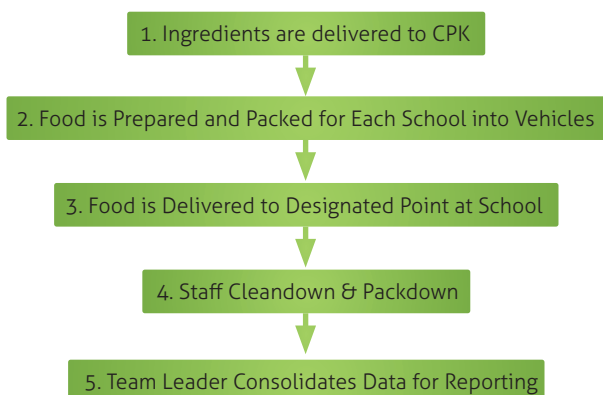 1. Ingredients are delivered to CPK
2. Food is Prepared and Packed for Each School into Vehicles
3. Food is Delivered to Designated Point at School
4. Staff Cleandown & Packdown
5. Team Leader Consolidates Data for Reporting